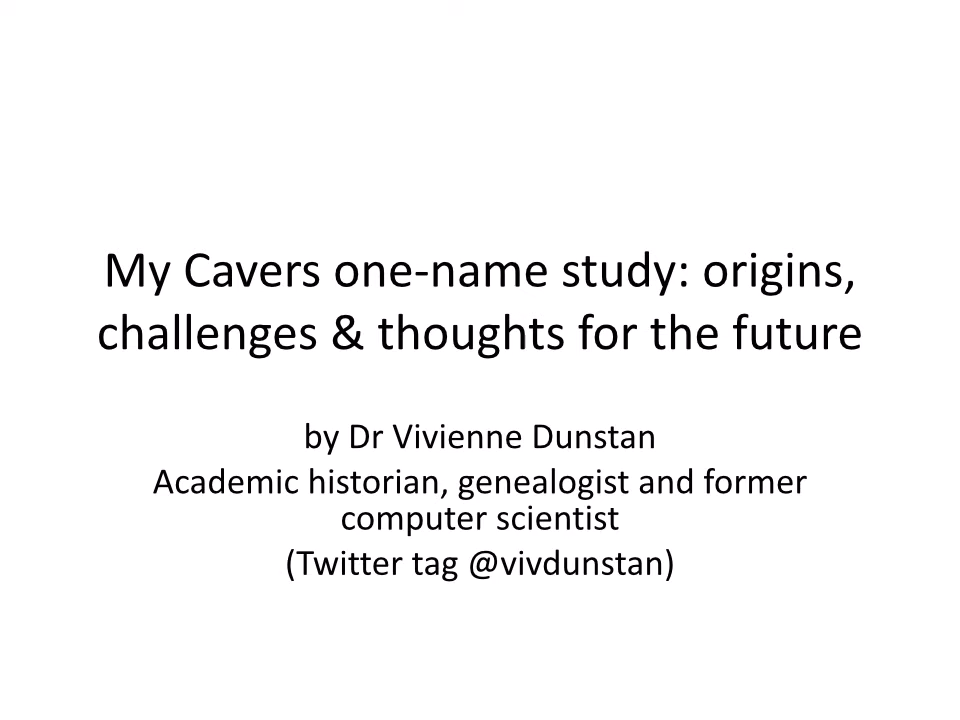 My Cavers one-name study: origins,
challenges & thoughts for the future
by Dr Vivienne Dunstan
Academic historian, genealogist and former
computer scientist
(Twitter tag @vivdunstan)